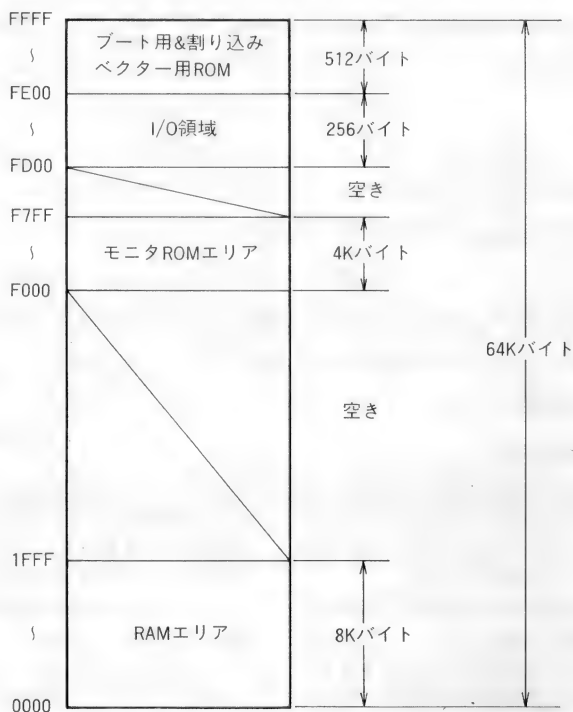 FFFF
ブート用&割り込み
ベクター用ROM
512バイト
~
FE00
~
I/O領域
256バイト
FD00
空き
F7FF
~
モニタROMエリア
4Kバイト
F000
64Kバイト
空き
1FFF
~
RAMエリア
8Kバイト
0000